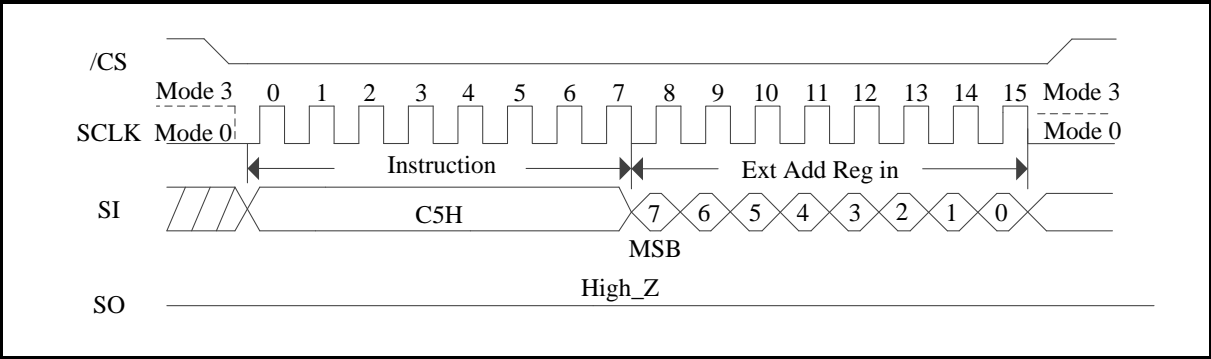 /CS
Mode 3 0 1 2 3 4 5 6 7 8 9 10 11 12 13 14 15 Mode 3
SCLK Mode 0 Mode 0
Instruction Ext Add Reg in
SI C5H 7 6 5 4 3 2 1 0
MSB
High_Z
SO